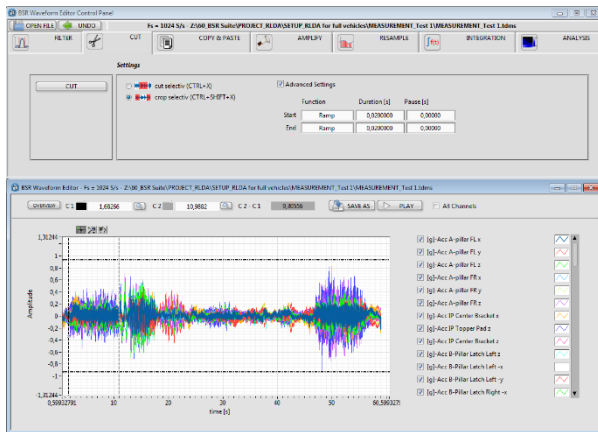 BSR Waveform Editor Control Panel
OPEN FILE UNDO Fs = 1024 S/s - Z:\60_BSR Suite\PROJECT_RLDA\SETUP_RLDA for full vehicles\MEASUREMENT_Test 1\MEASUREMENT_Test 1.tdms
FILTER CUT COPY & PASTE AMPLIFY RESAMPLE f(x) INTEGRATION ANALYSIS
Settings
CUT
cut selectiv (CTRL+X) Advanced Settings
crop selectiv (CTRL+SHIFT+X)
Function Duration [s] Pause [s]
Start Ramp 0,0200000 0,00000
End Ramp 0,0200000 0,00000
BSR Waveform Editor - Fs = 1024 S/s - Z:\60_BSR Suite\PROJECT_RLDA\SETUP_RLDA for full vehicles\MEASUREMENT_Test 1\MEASUREMENT_Test 1.tdms
OVERVIEW C 1 1,68266 C 2 10,9882 C 2 - C 1 SAVE AS PLAY All Channels
Amplitude
1,31244
1
0,8
0,6
0,4
0,2
0
-0,2
-0,4
-0,6
-0,8
-1
-1,31244
10 20 30 40 50
time [s]
[g]-Acc A-pillar FL x
[g]-Acc A-pillar FL y
[g]-Acc A-pillar FL z
[g]-Acc A-pillar FR x
[g]-Acc A-pillar FR y
[g]-Acc A-pillar FR z
[g]-Acc IP Center Bracket z
[g]-Acc IP Topper Pad z
[g]-Acc IP Center Bracket z
[g]-Acc B-Pillar Latch Left z
[g]-Acc B-Pillar Latch Left -x
[g]-Acc B-Pillar Latch Left -y
[g]-Acc B-Pillar Latch Right -x